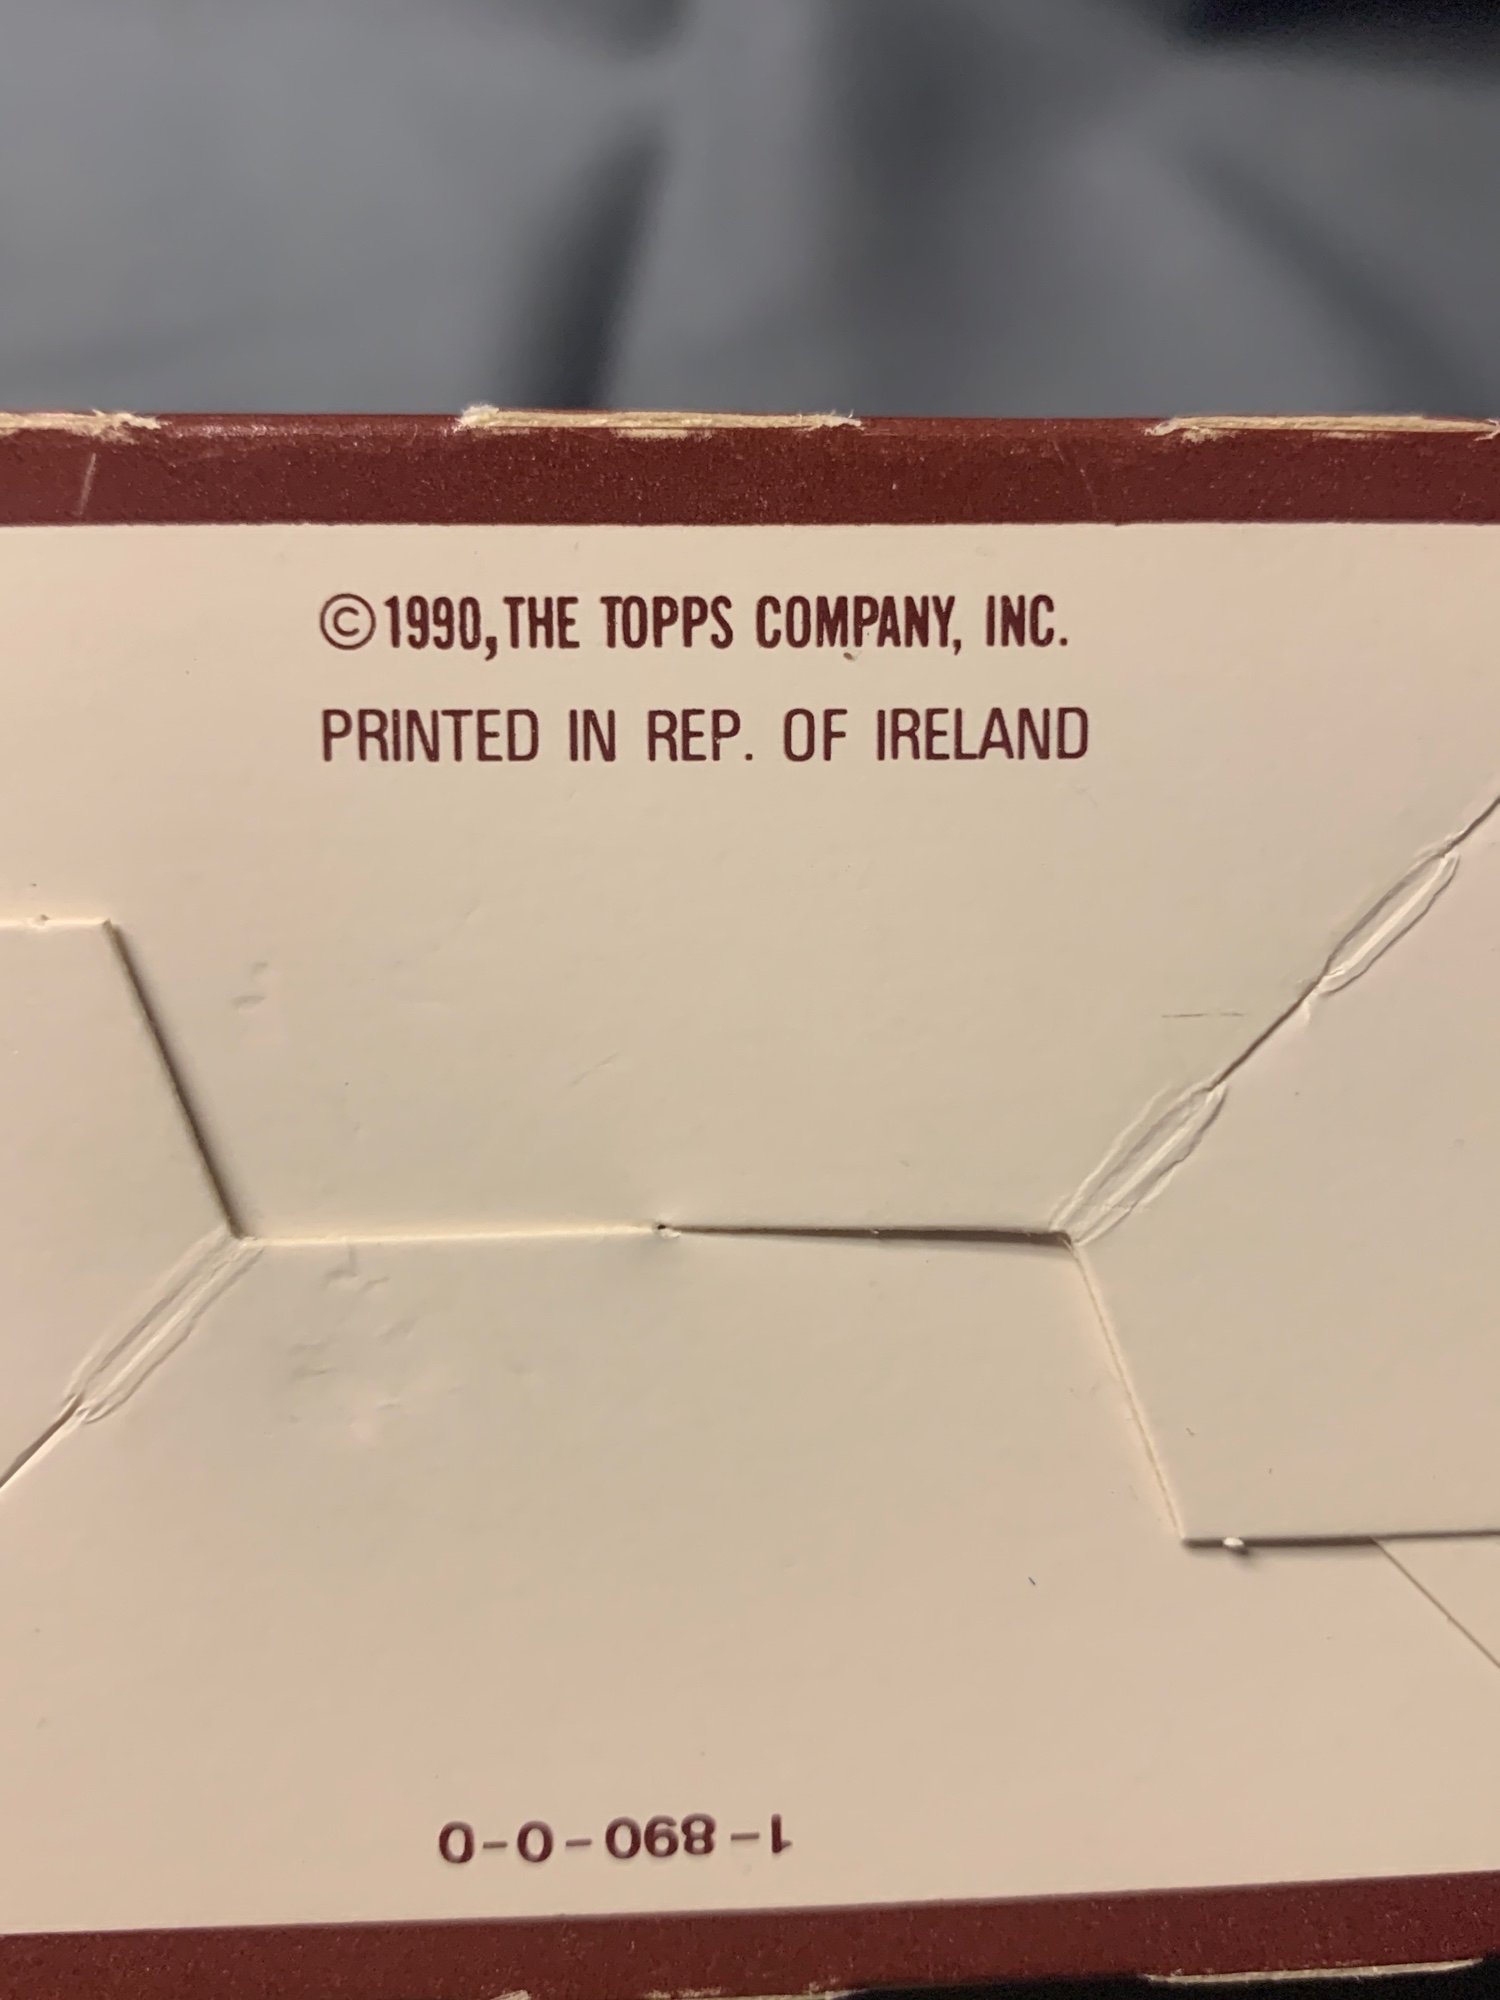 ©1990, THE TOPPS COMPANY, INC.
PRINTED IN REP. OF IRELAND
1-890-0-0